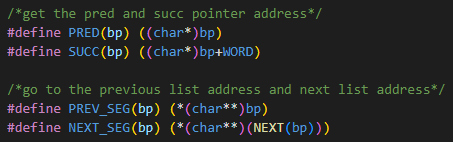 /*get the pred and succ pointer address*/
#define PRED(bp) ((char*)bp)
#define SUCC(bp) ((char*)bp+WORD)
/*go to the previous list address and next list address*/
#define PREV_SEG(bp) (*(char**)bp)
#define NEXT_SEG(bp) (*(char**)(NEXT(bp)))